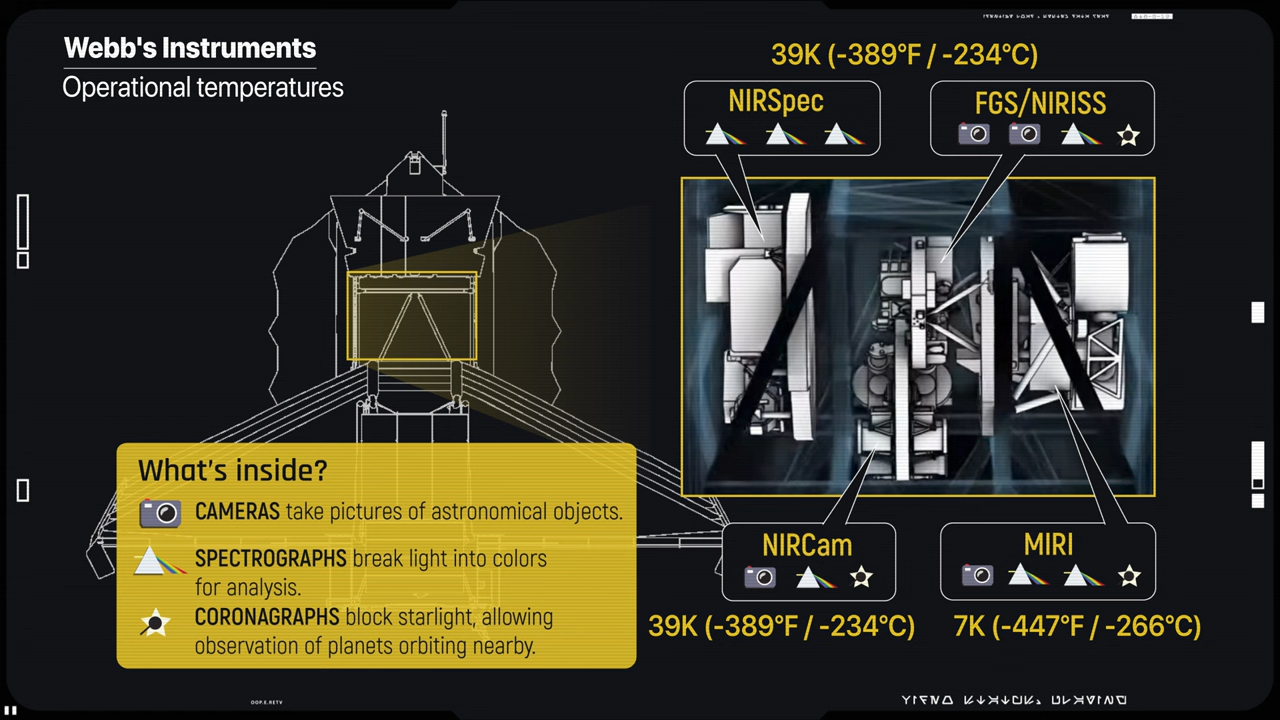 Webb's Instruments
Operational temperatures
39K (-389°F / -234°C)
NIRSpec
FGS/NIRISS
What's inside?
CAMERAS take pictures of astronomical objects.
SPECTROGRAPHS break light into colors
for analysis.
CORONAGRAPHS block starlight, allowing
observation of planets orbiting nearby.
NIRCam
MIRI
39K (-389°F / -234°C)
7K (-447°F / -266°C)